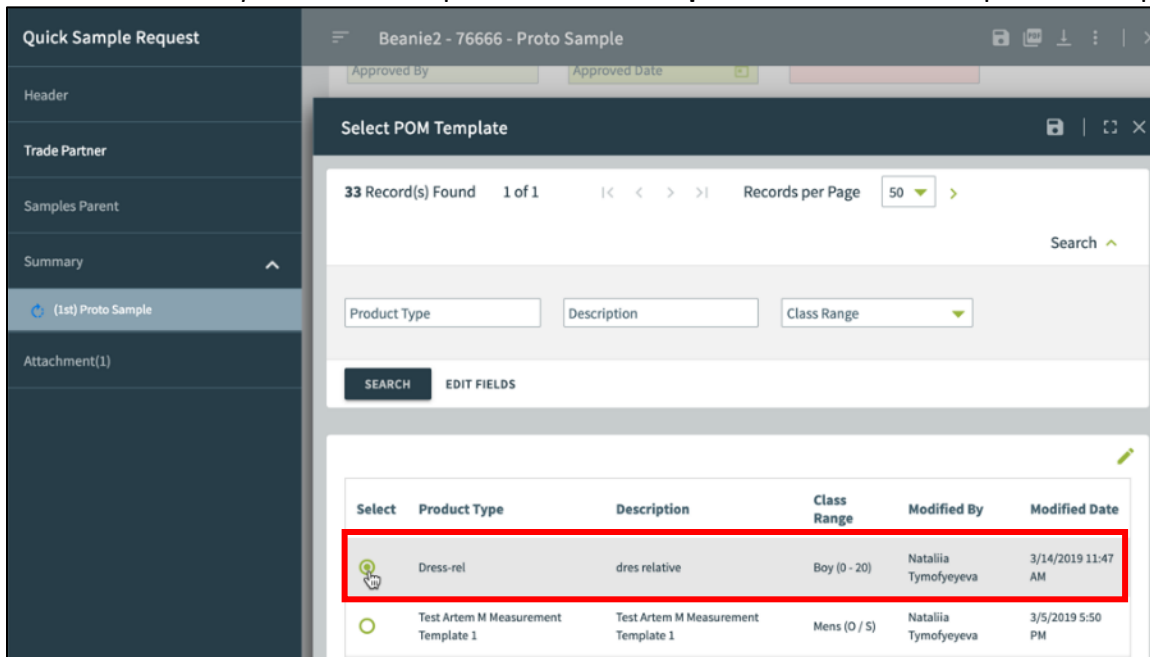 Quick Sample Request
Beanie2 - 76666 - Proto Sample
Approved By
Approved Date
Header
Trade Partner
Samples Parent
Summary
(1st) Proto Sample
Attachment(1)
Select POM Template
33 Record(s) Found 1 of 1 |< < > >| Records per Page 50 >
Search
Product Type
Description
Class Range
SEARCH EDIT FIELDS
Select Product Type Description Class Range Modified By Modified Date
Dress-rel dres relative Boy (0 - 20) Nataliia Tymofyeyeva 3/14/2019 11:47 AM
Test Artem M Measurement Template 1 Test Artem M Measurement Template 1 Mens (O / S) Nataliia Tymofyeyeva 3/5/2019 5:50 PM